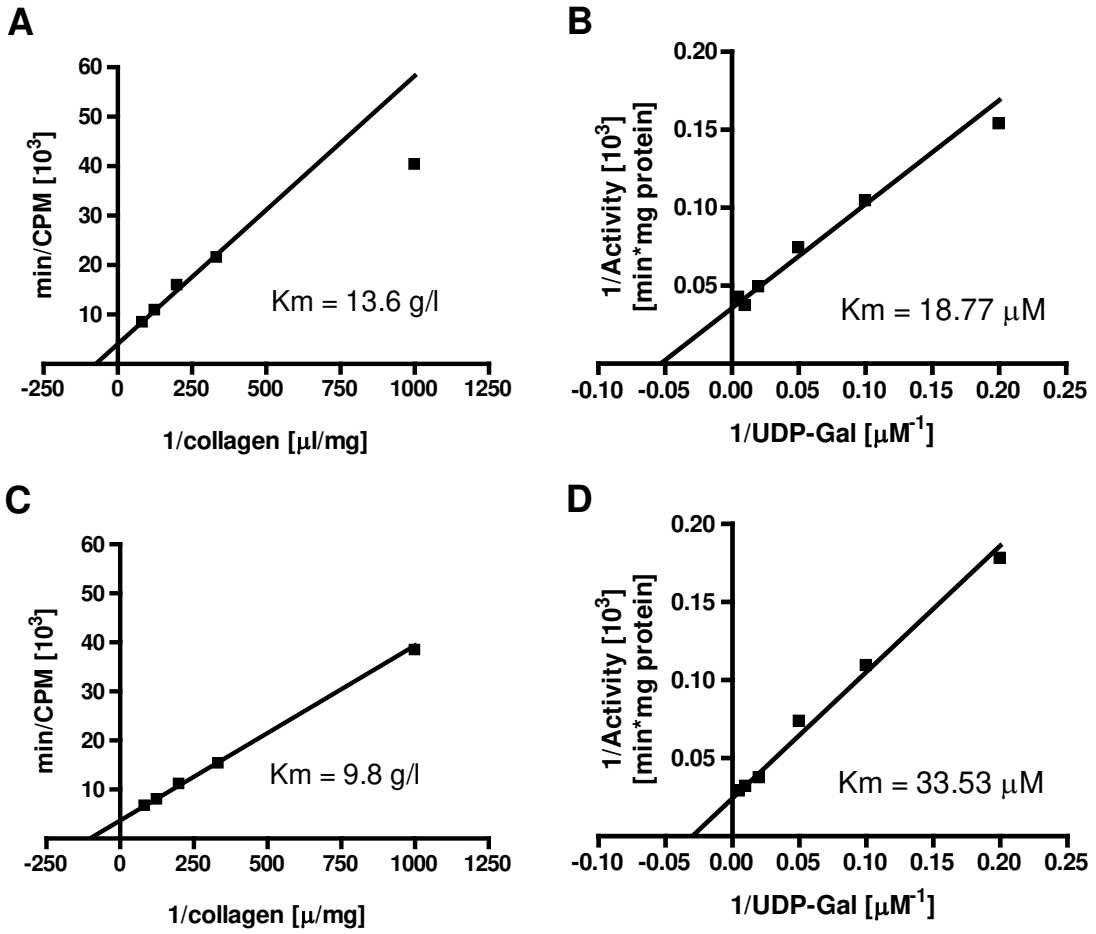 A
60
50
40
30
20
10
min/CPM [10³]
-250 0 250 500 750 1000 1250
1/collagen [μl/mg]
Km = 13.6 g/l
B
0.20
0.15
0.10
0.05
1/Activity [10³]
[min*mg protein]
-0.10 -0.05 0.00 0.05 0.10 0.15 0.20 0.25
1/UDP-Gal [μM⁻¹]
Km = 18.77 μM
C
60
50
40
30
20
10
min/CPM [10³]
-250 0 250 500 750 1000 1250
1/collagen [μ/mg]
Km = 9.8 g/l
D
0.20
0.15
0.10
0.05
1/Activity [10³]
[min*mg protein]
-0.10 -0.05 0.00 0.05 0.10 0.15 0.20 0.25
1/UDP-Gal [μM⁻¹]
Km = 33.53 μM